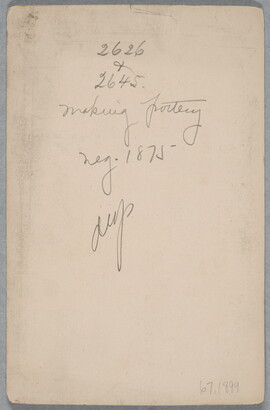 2626
&
2645.
making pottery
neg. 1875
dup
67.1899